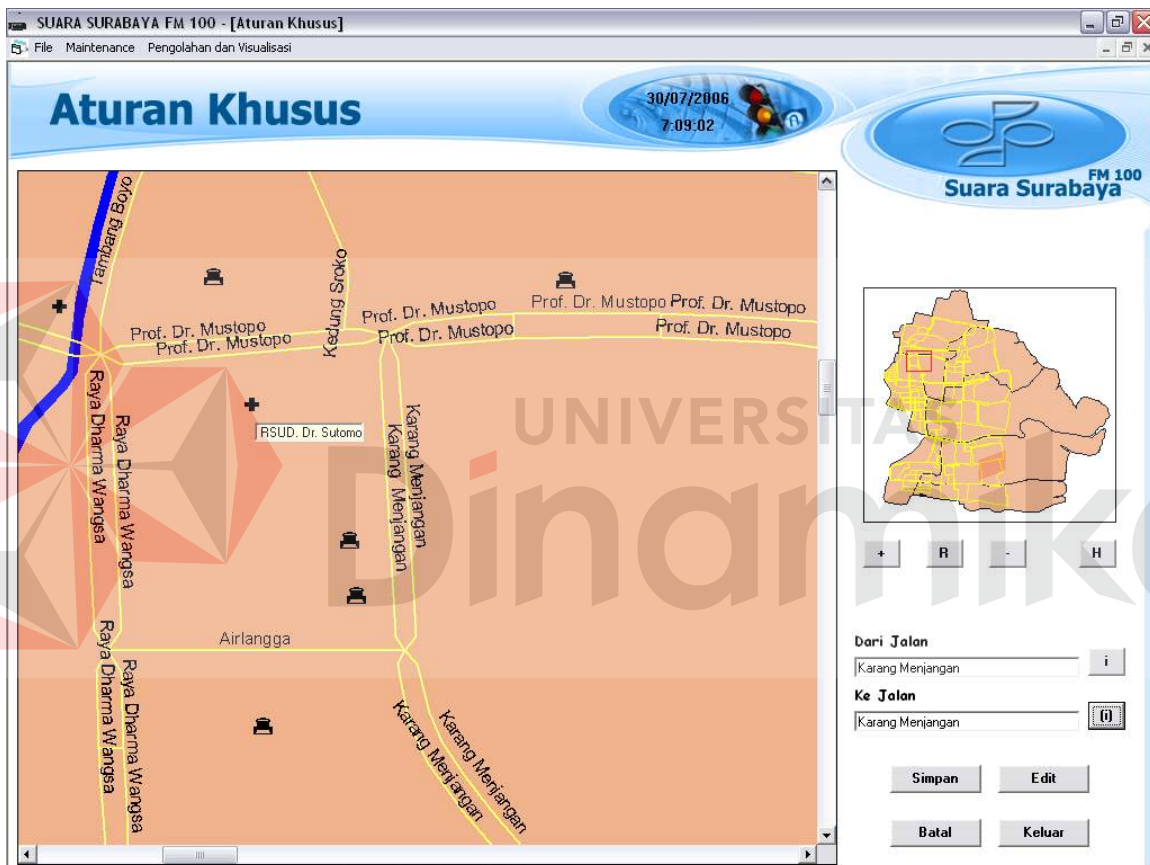 SUARA SURABAYA FM 100 - [Aturan Khusus]
File Maintenance Pengolahan dan Visualisasi
Aturan Khusus
30/07/2006
7:09:02
FM 100
Suara Surabaya
Tambang Boyo
Kedung Sroko
Prof. Dr. Mustopo
Prof. Dr. Mustopo
Prof. Dr. Mustopo
Prof. Dr. Mustopo
Prof. Dr. Mustopo
Prof. Dr. Mustopo
Prof. Dr. Mustopo
RSUD. Dr. Sutomo
Raya Dharma Wangsa
Raya Dharma Wangsa
Karang Menjangan
Karang Menjangan
UNIVERSITAS
Dinamika
Airlangga
Raya Dharma Wangsa
Raya Dharma Wangsa
Karang Menjangan
Karang Menjangan
+ R - H
Dari Jalan
Karang Menjangan
i
Ke Jalan
Karang Menjangan
(i)
Simpan Edit
Batal Keluar